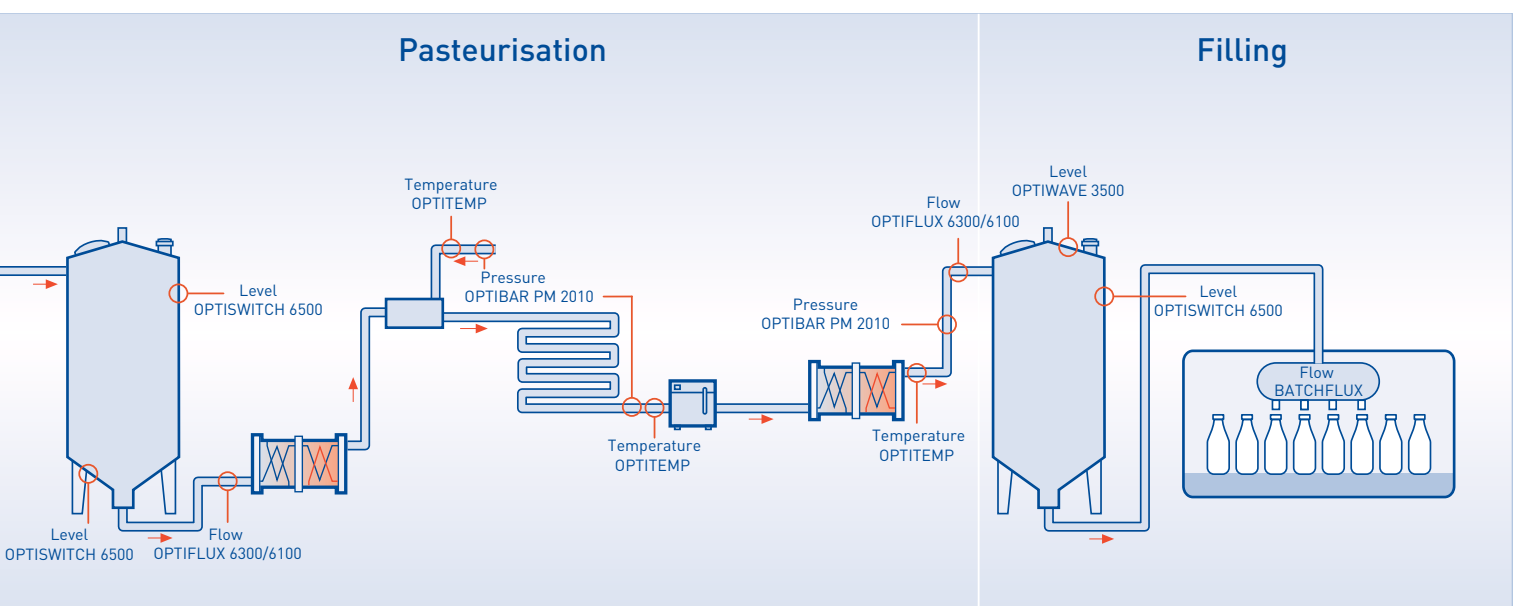 Pasteurisation
Filling
Level
OPTIWAVE 3500
Temperature
OPTITEMP
Flow
OPTIFLUX 6300/6100
Pressure
OPTIBAR PM 2010
Level
OPTISWITCH 6500
Pressure
OPTIBAR PM 2010
Level
OPTISWITCH 6500
Flow
BATCHFLUX
Temperature
OPTITEMP
Temperature
OPTITEMP
Level
OPTISWITCH 6500
Flow
OPTIFLUX 6300/6100